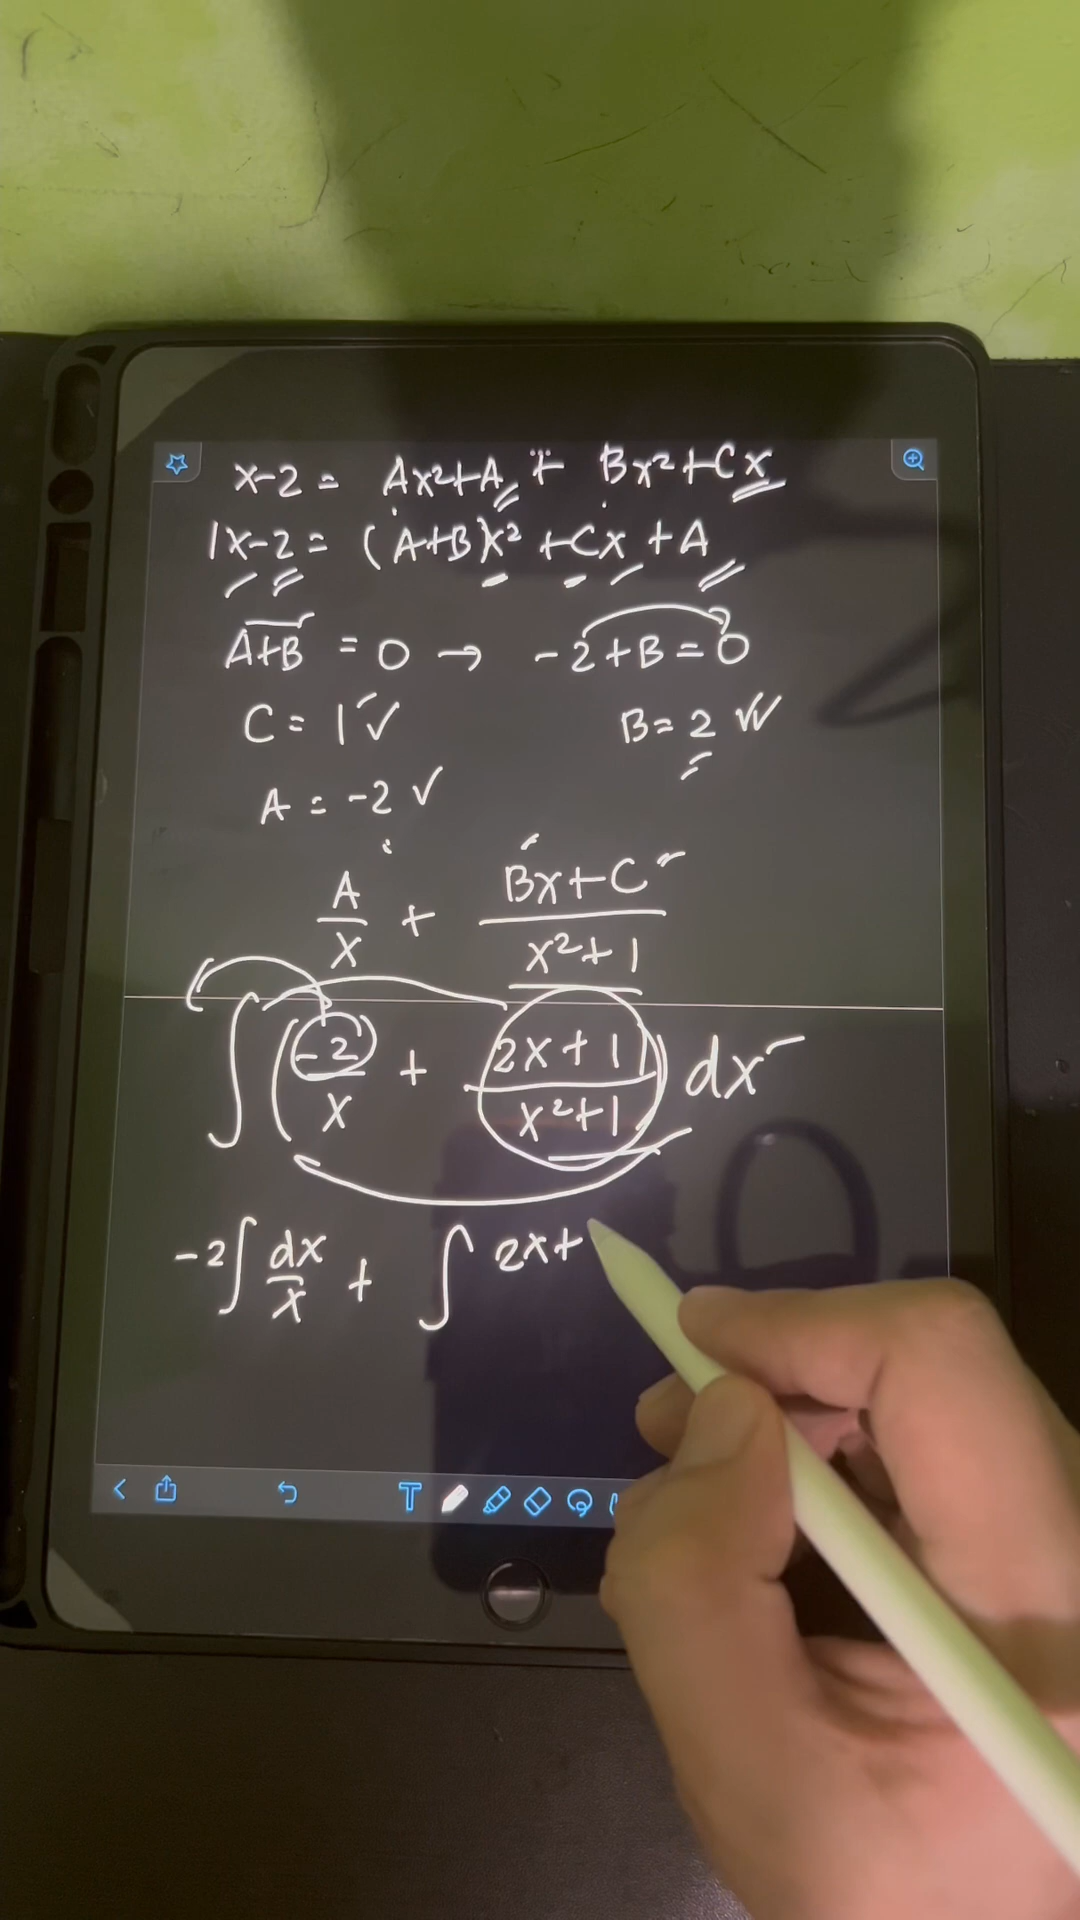 x-2 = Ax²+A + Bx²+Cx
1x-2 = (A+B)x² +Cx +A
A+B = 0 → -2+B=0
C = 1 ✓ B=2 ✓✓
A = -2 ✓
A/x + Bx+C/x²+1
∫(-2/x + 2x+1/x²+1) dx
-2∫dx/x + ∫2x+
T